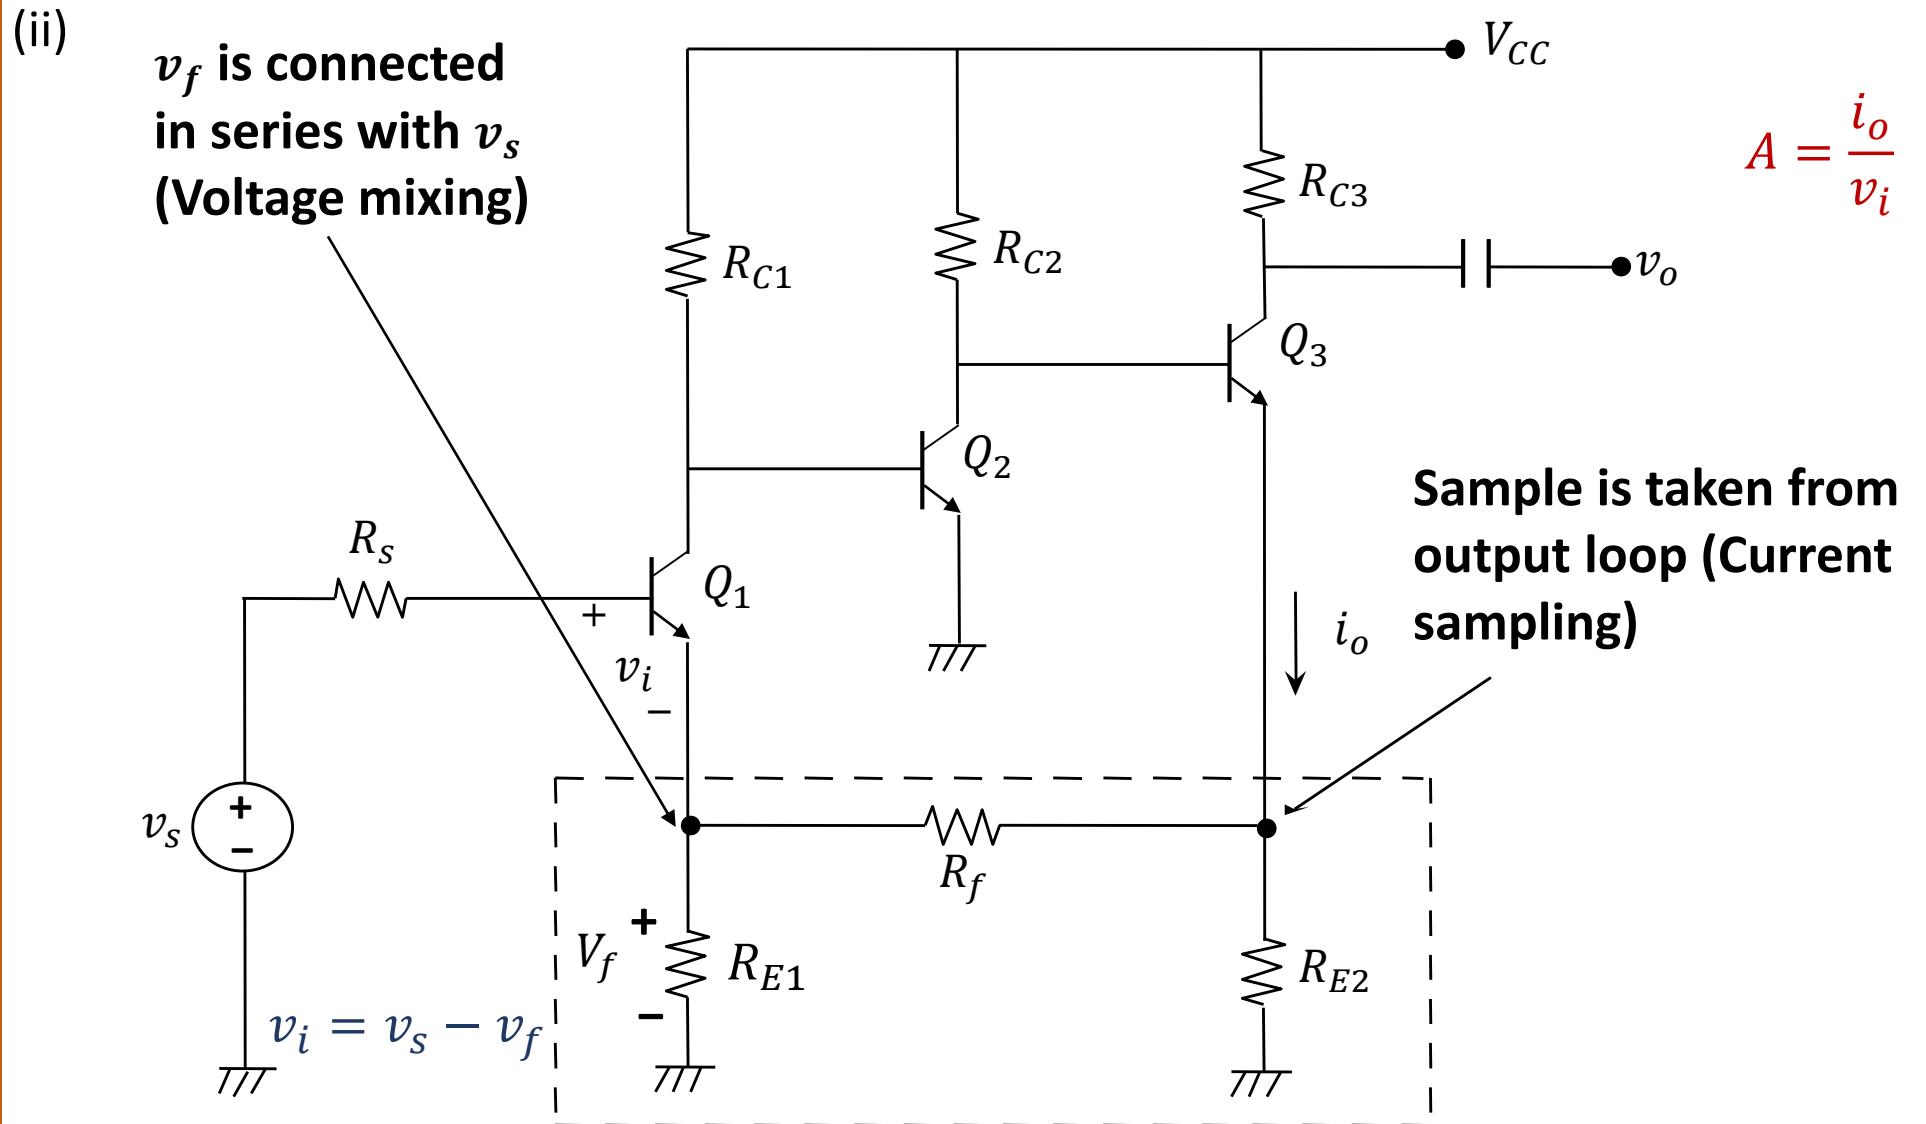 (ii)
v_f is connected
in series with v_s
(Voltage mixing)
V_CC
A = i_o / v_i
R_C1
R_C2
R_C3
v_o
Q_3
Q_2
Sample is taken from
output loop (Current
sampling)
R_s
Q_1
+
v_i
−
i_o
v_s
+
−
R_f
V_f
+
−
R_E1
R_E2
v_i = v_s − v_f